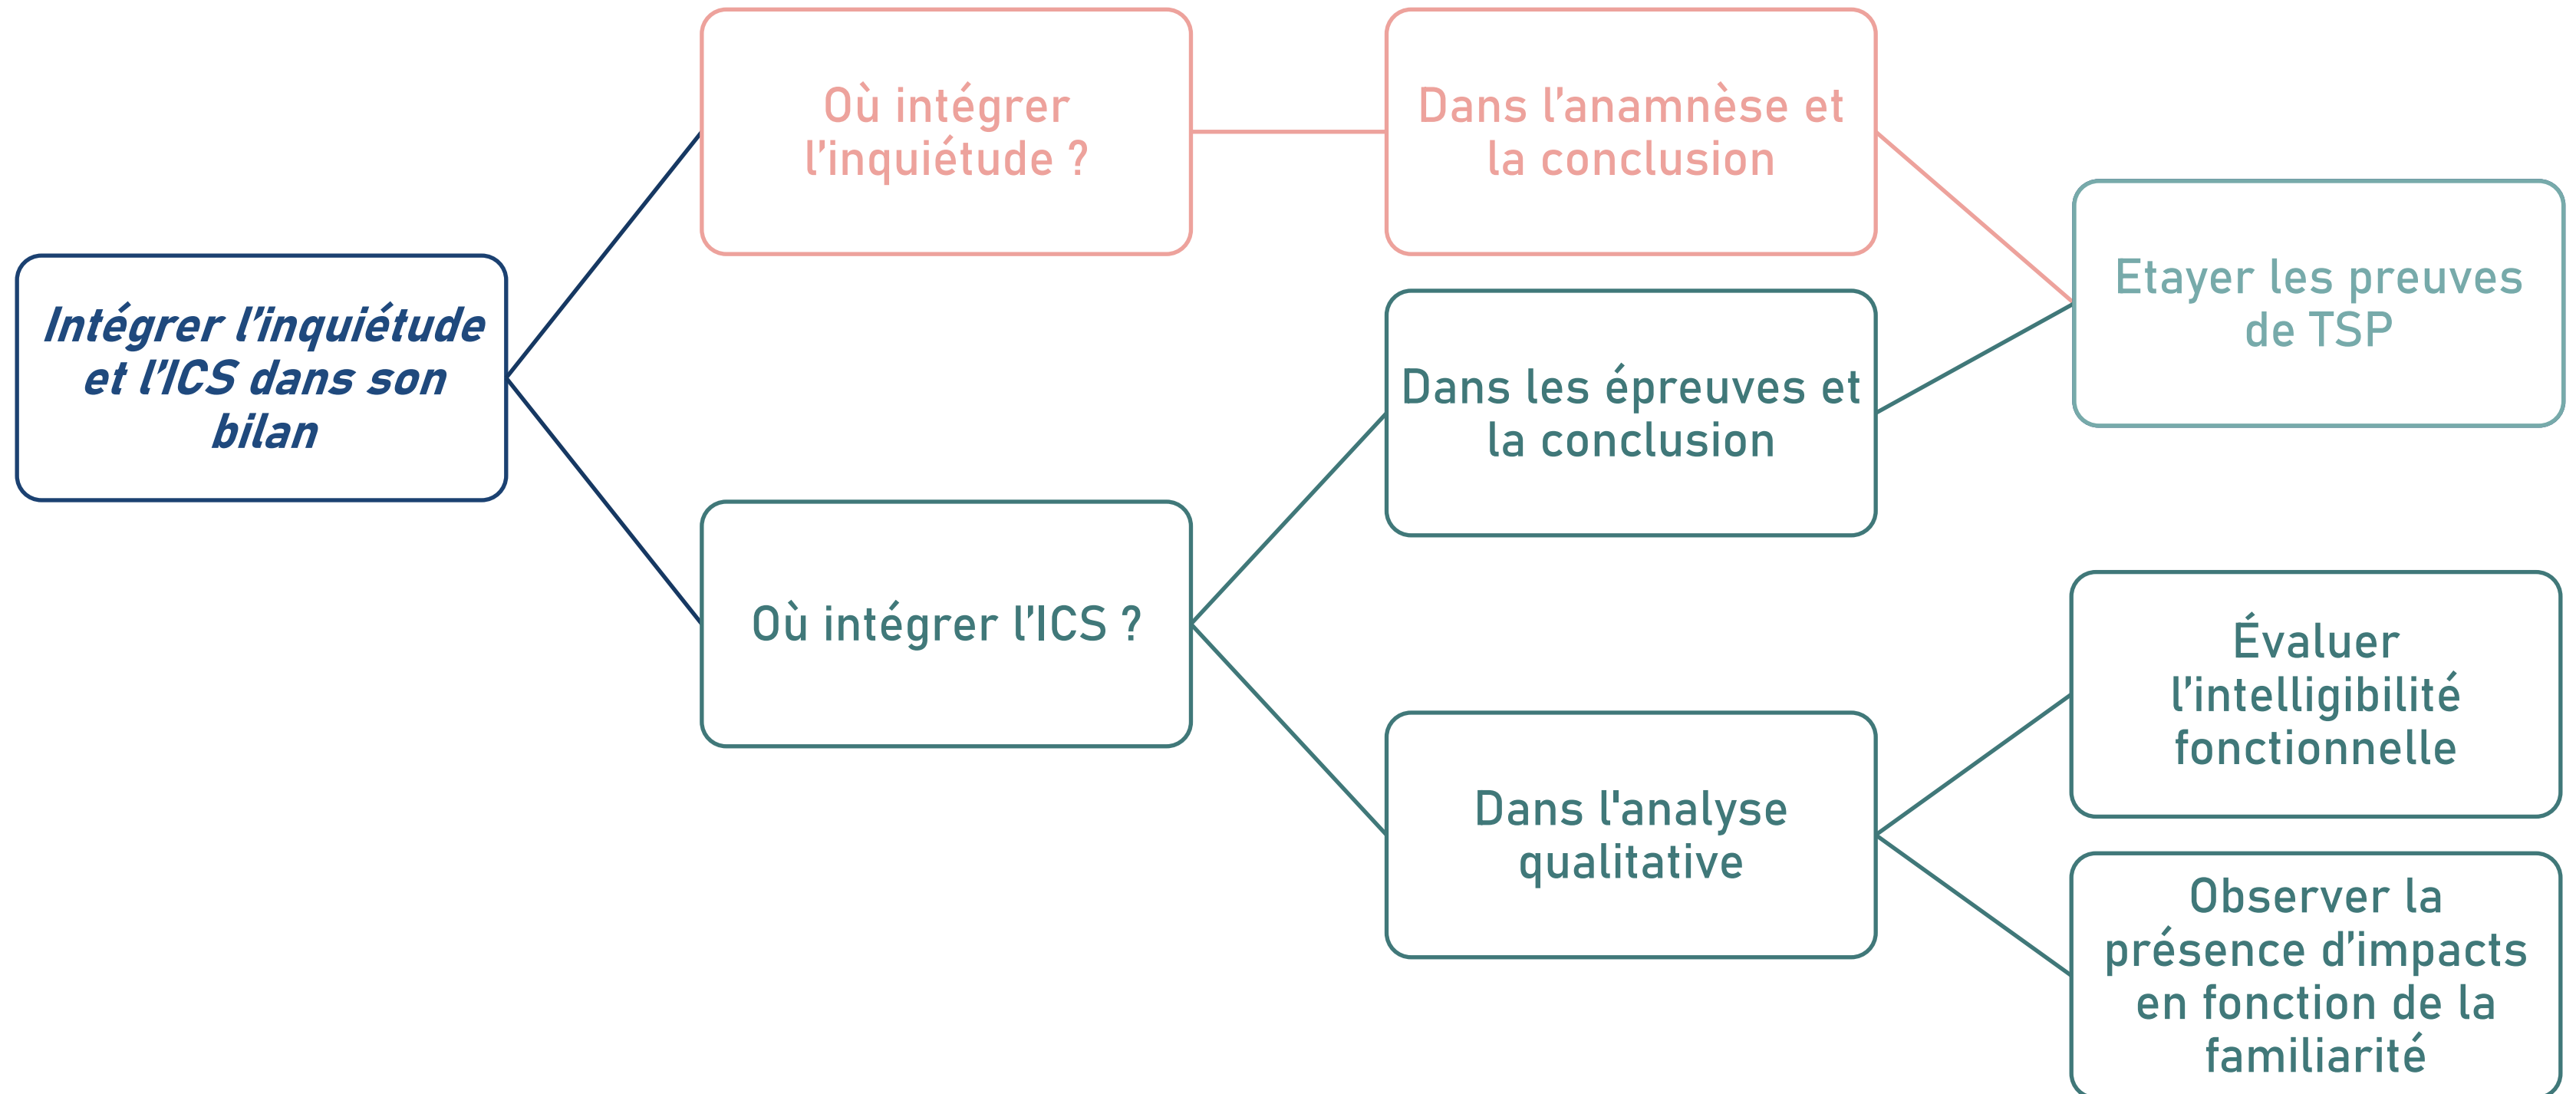 Intégrer l’inquiétude
et l’ICS dans son
bilan
Où intégrer
l’inquiétude ?
Dans l’anamnèse et
la conclusion
Etayer les preuves
de TSP
Où intégrer l’ICS ?
Dans les épreuves et
la conclusion
Dans l'analyse
qualitative
Évaluer
l’intelligibilité
fonctionnelle
Observer la
présence d’impacts
en fonction de la
familiarité